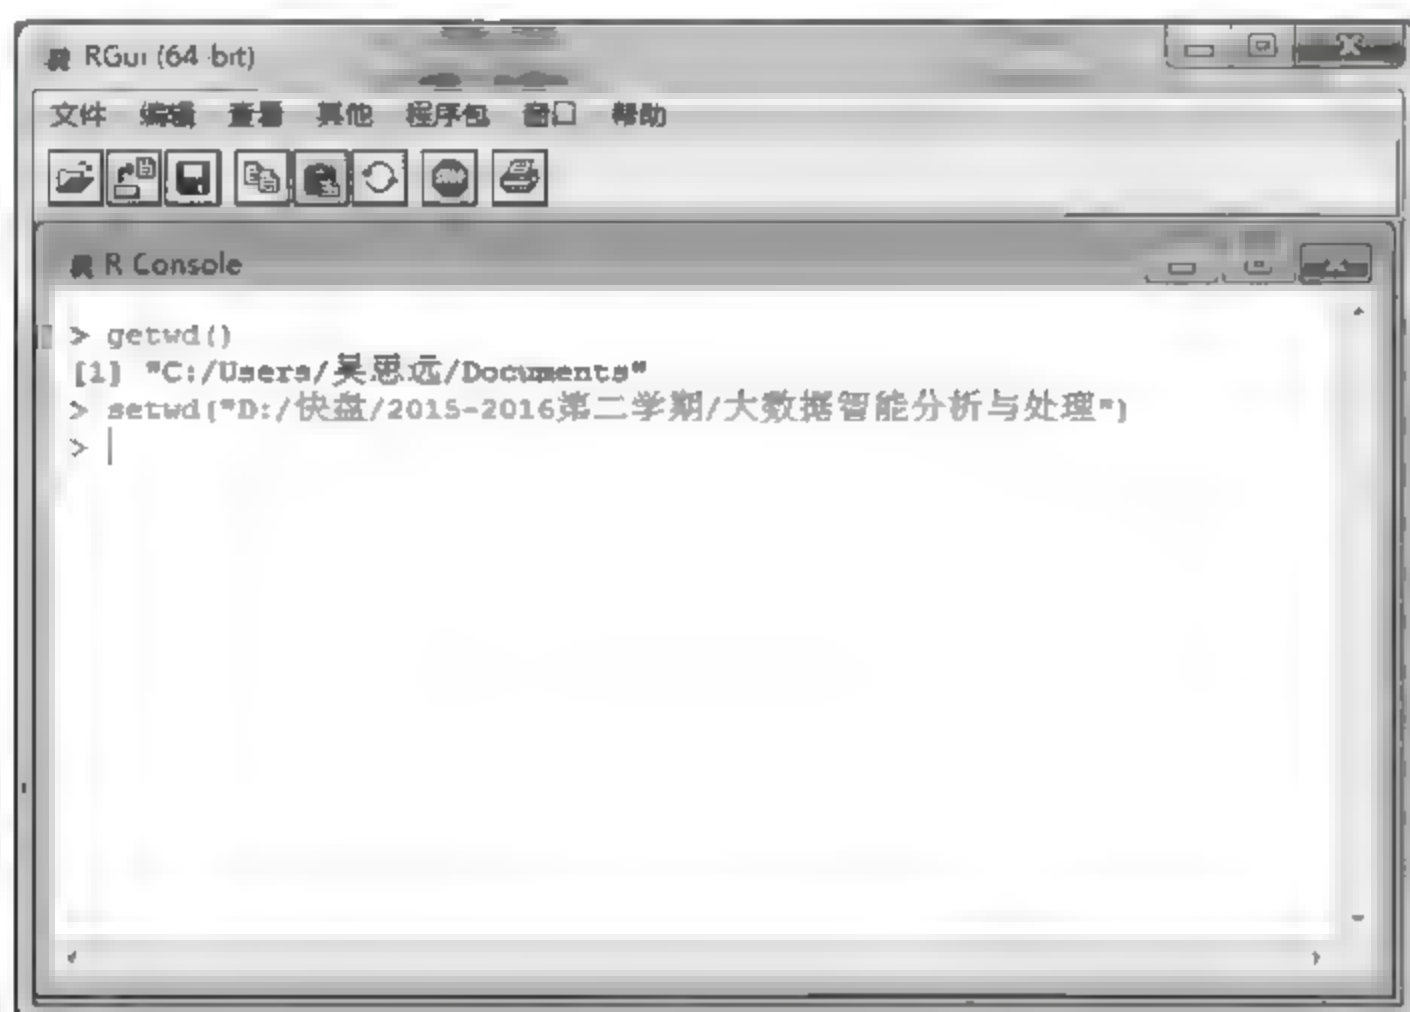 RGui (64-bit)
文件 编辑 查看 其他 程序包 窗口 帮助
STOP
R Console
> getwd()
[1] "C:/Users/吴思远/Documents"
> setwd("D:/快盘/2015-2016第二学期/大数据智能分析与处理")
>